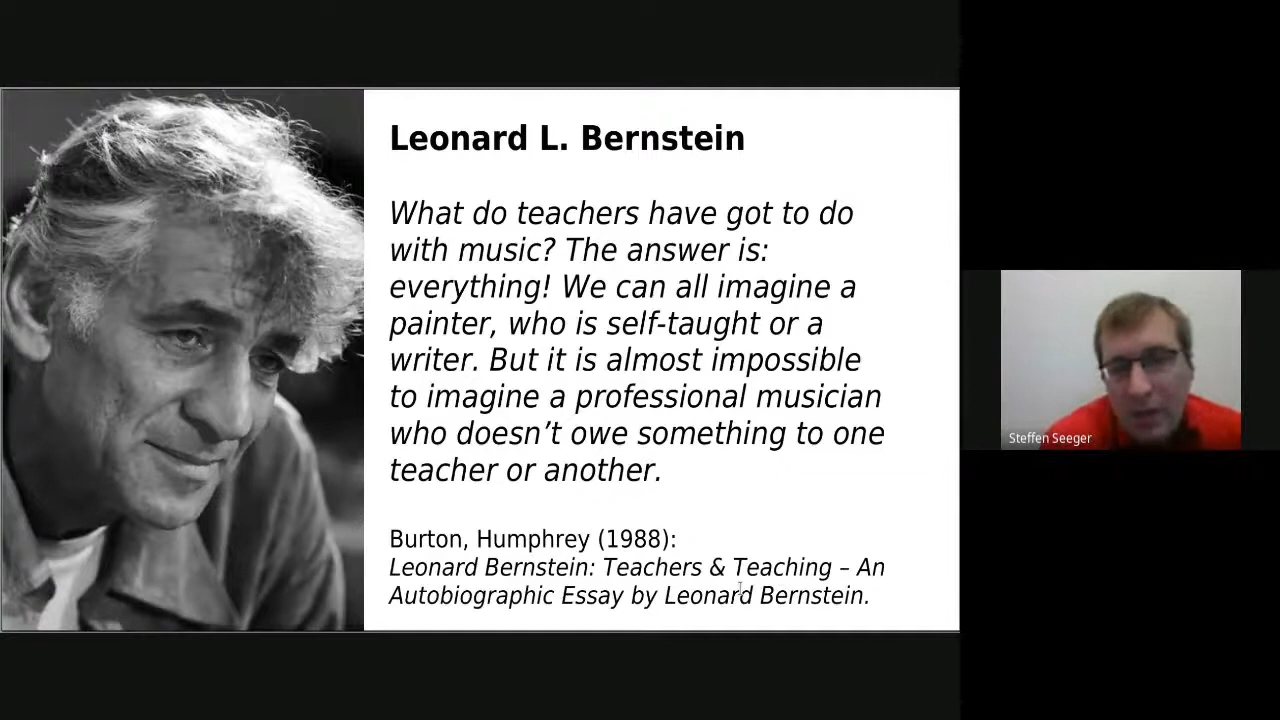 Leonard L. Bernstein
What do teachers have got to do
with music? The answer is:
everything! We can all imagine a
painter, who is self-taught or a
writer. But it is almost impossible
to imagine a professional musician
who doesn’t owe something to one
teacher or another.
Burton, Humphrey (1988):
Leonard Bernstein: Teachers & Teaching – An
Autobiographic Essay by Leonard Bernstein.
Steffen Seeger